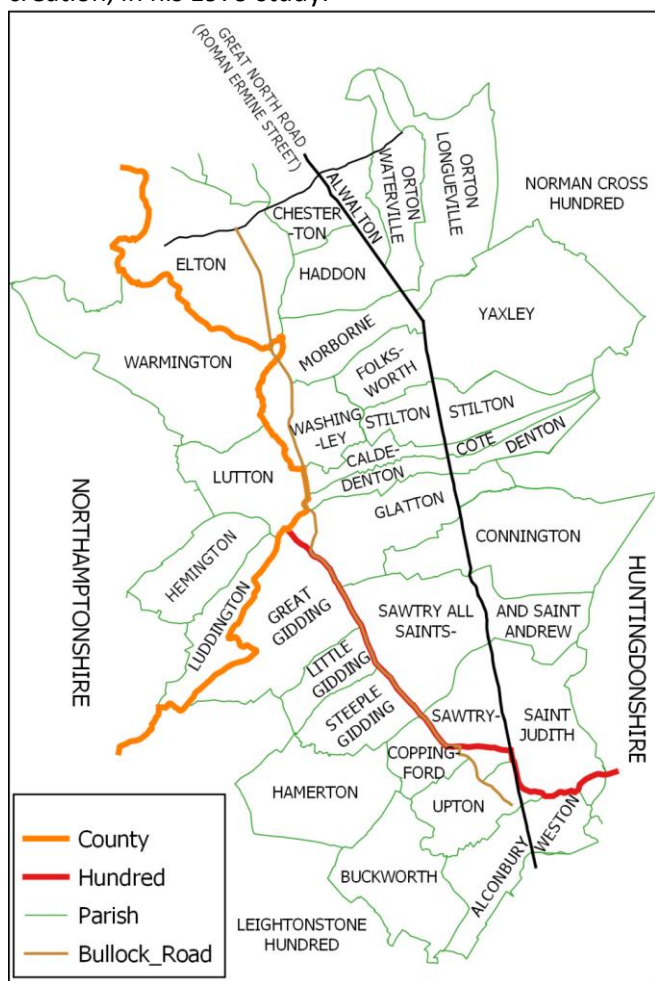 creation, in his 1975 study.
GREAT NORTH ROAD
(ROMAN ERMINE STREET)
ALWALTON
ORTON
WATERVILLE
ORTON
LONGUEVILLE
NORMAN CROSS
HUNDRED
CHESTER
-TON
ELTON
HADDON
YAXLEY
MORBORNE
WARMINGTON
FOLKS-
WORTH
WASHING
-LEY
STILTON
STILTON
CALDE-
COTE
DENTON
DENTON
LUTTON
GLATTON
NORTHAMPTONSHIRE
CONNINGTON
HEMINGTON
HUNTINGDONSHIRE
LUDDINGTON
GREAT
GIDDING
SAWTRY ALL
SAINTS-
AND SAINT
ANDREW
LITTLE
GIDDING
STEEPLE
GIDDING
SAWTRY-
SAINT
JUDITH
COPPING-
FORD
HAMERTON
UPTON
WESTON
ALCONBURY
BUCKWORTH
LEIGHTONSTONE
HUNDRED
County
Hundred
Parish
Bullock_Road